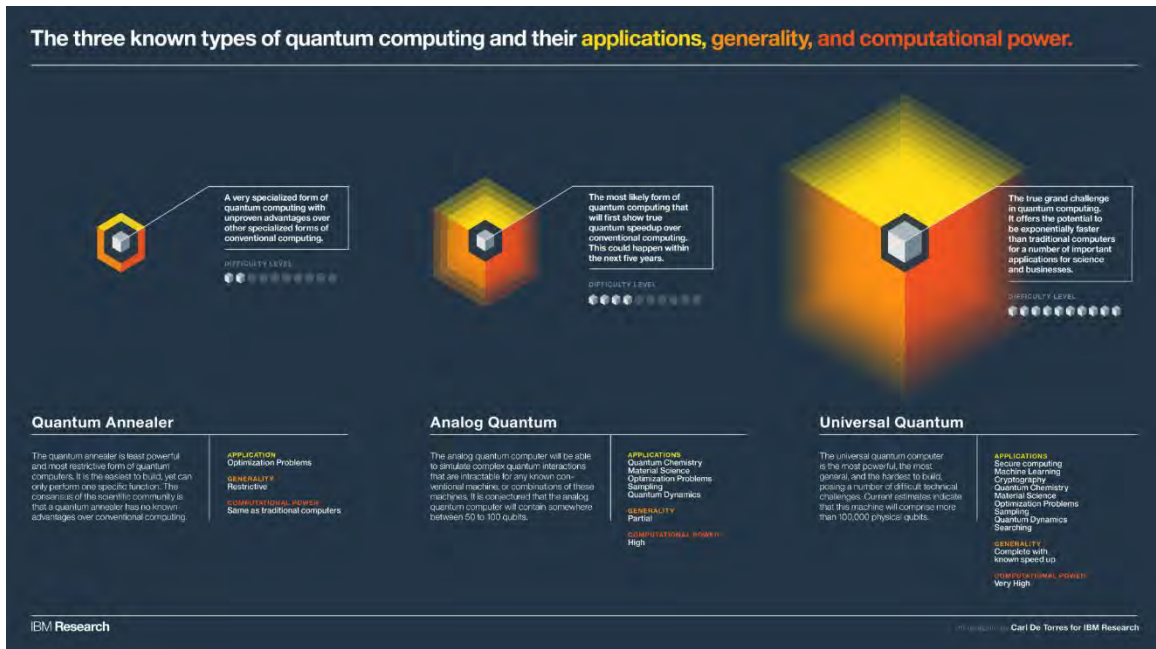 The three known types of quantum computing and their applications, generality, and computational power.
A very specialized form of
quantum computing with
unproven advantages over
other specialized forms of
conventional computing.
DIFFICULTY LEVEL
The most likely form of
quantum computing that
will first show true
quantum speedup over
conventional computing.
This could happen within
the next five years.
DIFFICULTY LEVEL
The true grand challenge
in quantum computing.
It offers the potential to
be exponentially faster
than traditional computers
for a number of important
applications for science
and businesses.
DIFFICULTY LEVEL
Quantum Annealer
The quantum annealer is least powerful
and most restrictive form of quantum
computers. It is the easiest to build, yet can
only perform one specific function. The
consensus of the scientific community is
that a quantum annealer has no known
advantages over conventional computing.
APPLICATION
Optimization Problems
GENERALITY
Restrictive
COMPUTATIONAL POWER
Same as traditional computers
Analog Quantum
The analog quantum computer will be able
to simulate complex quantum interactions
that are intractable for any known con-
ventional machine, or combinations of these
machines. It is conjectured that the analog
quantum computer will contain somewhere
between 50 to 100 qubits.
APPLICATIONS
Quantum Chemistry
Material Science
Optimization Problems
Sampling
Quantum Dynamics
GENERALITY
Partial
COMPUTATIONAL POWER
High
Universal Quantum
The universal quantum computer
is the most powerful, the most
general, and the hardest to build,
posing a number of difficult technical
challenges. Current estimates indicate
that this machine will comprise more
than 100,000 physical qubits.
APPLICATIONS
Secure computing
Machine Learning
Cryptography
Quantum Chemistry
Material Science
Optimization Problems
Sampling
Quantum Dynamics
Searching
GENERALITY
Complete with
known speed up
COMPUTATIONAL POWER
Very High
IBM Research
Carl De Torres for IBM Research